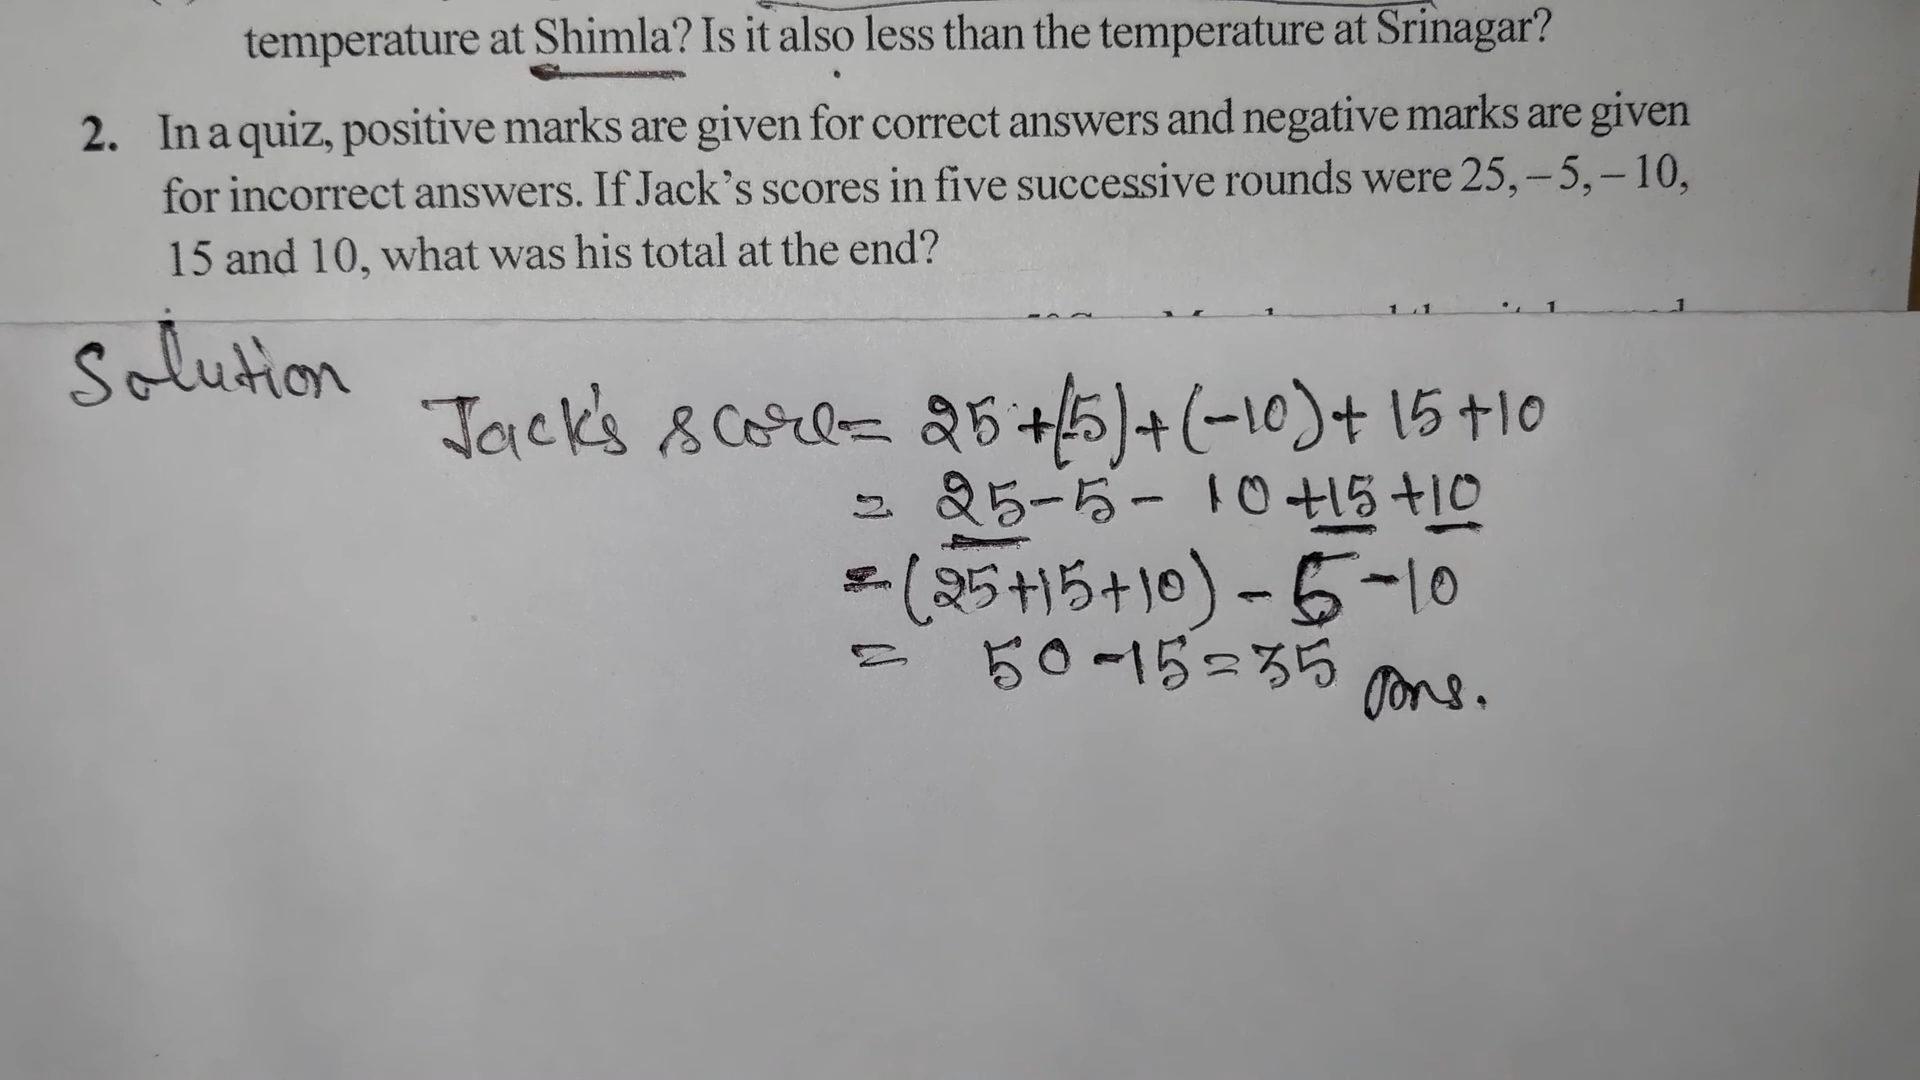 temperature at Shimla? Is it also less than the temperature at Srinagar?
2. In a quiz, positive marks are given for correct answers and negative marks are given
for incorrect answers. If Jack's scores in five successive rounds were 25, – 5, – 10,
15 and 10, what was his total at the end?
Solution
Jack's score = 25 + (-5) + (-10) + 15 + 10
= 25 - 5 - 10 + 15 + 10
= (25+15+10) - 5 - 10
= 50 - 15 = 35 Ans.